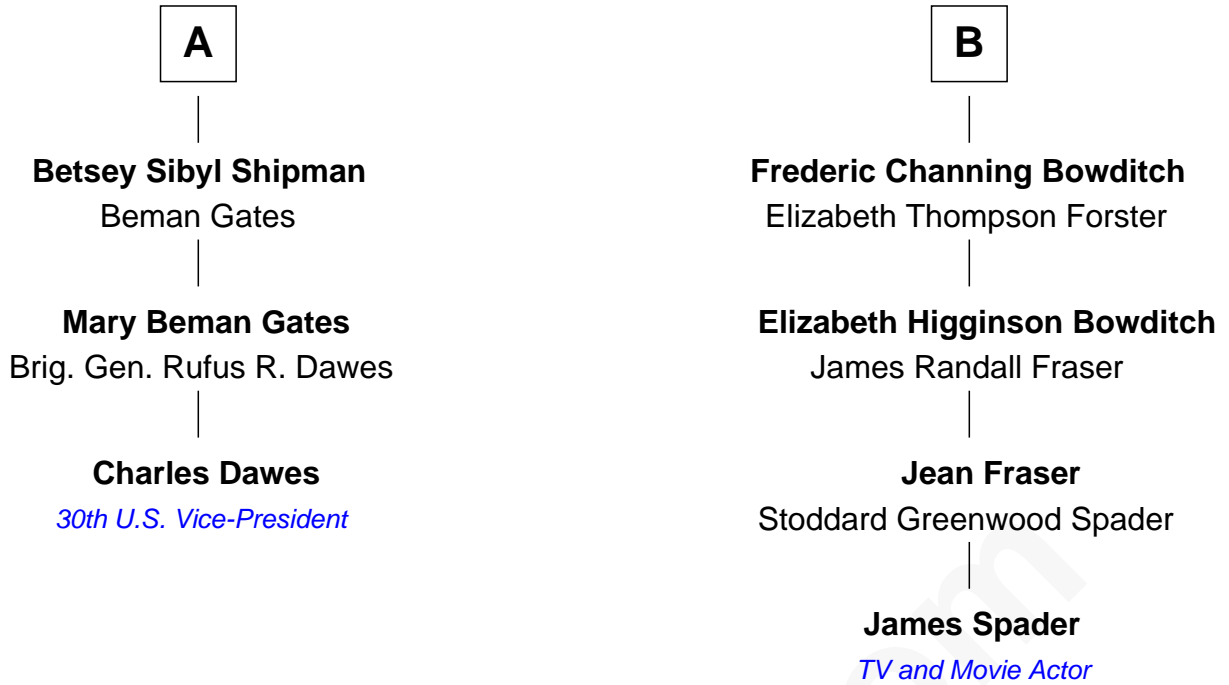 A
Betsey Sibyl Shipman
Beman Gates
Mary Beman Gates
Brig. Gen. Rufus R. Dawes
Charles Dawes
30th U.S. Vice-President
B
Frederic Channing Bowditch
Elizabeth Thompson Forster
Elizabeth Higginson Bowditch
James Randall Fraser
Jean Fraser
Stoddard Greenwood Spader
James Spader
TV and Movie Actor